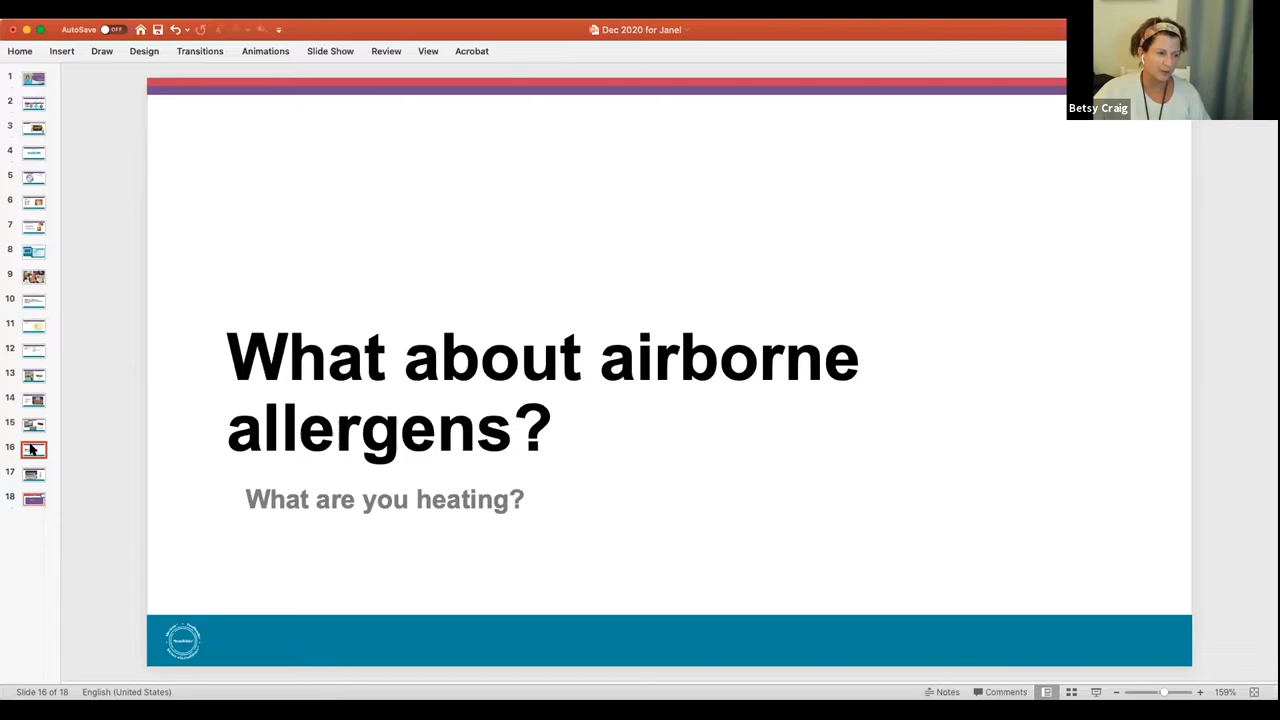 AutoSave OFF
Dec 2020 for Janel
Home Insert Draw Design Transitions Animations Slide Show Review View Acrobat
Betsy Craig
1
2
3
4
5
6
7
8
9
10
11
12
13
14
15
16
17
18
What about airborne
allergens?
What are you heating?
Slide 16 of 18 English (United States) Notes Comments 159%